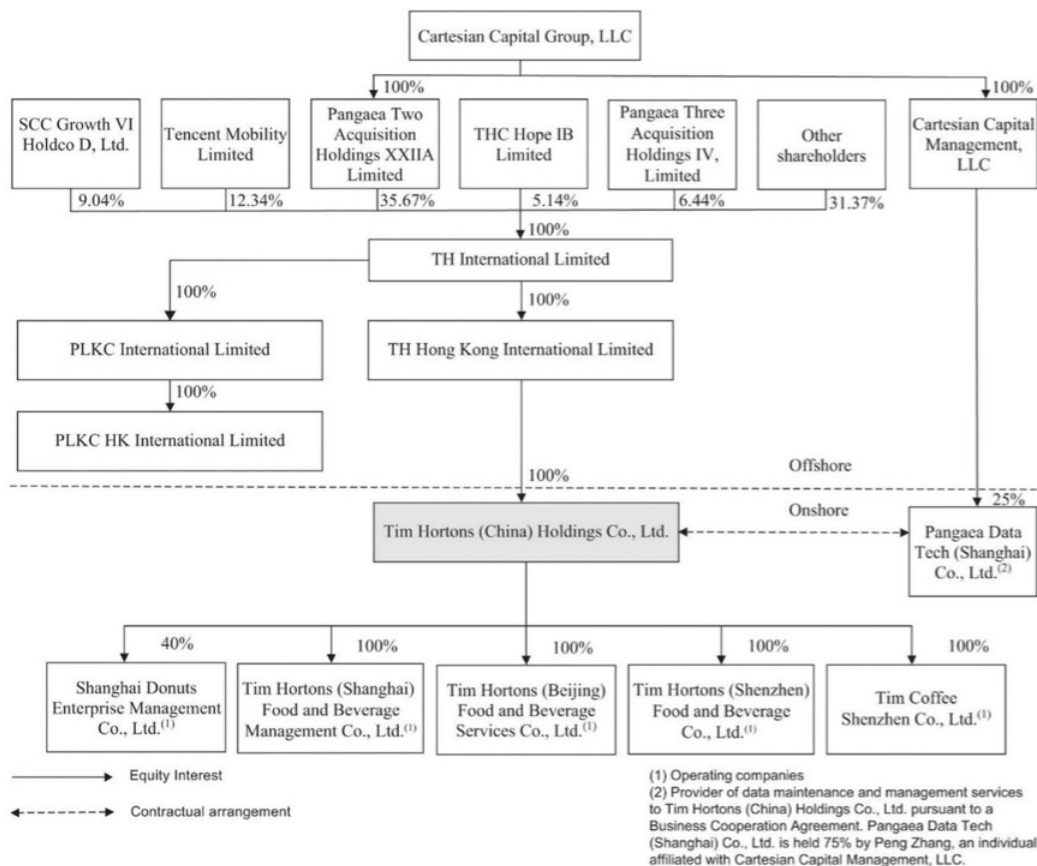 Cartesian Capital Group, LLC
100%
100%
SCC Growth VI
Holdco D, Ltd.
Tencent Mobility
Limited
Pangaea Two
Acquisition
Holdings XXIIA
Limited
THC Hope IB
Limited
Pangaea Three
Acquisition
Holdings IV,
Limited
Other
shareholders
Cartesian Capital
Management,
LLC
9.04%
12.34%
35.67%
5.14%
6.44%
31.37%
100%
TH International Limited
100%
100%
PLKC International Limited
TH Hong Kong International Limited
100%
PLKC HK International Limited
100%
Offshore
Onshore
25%
Tim Hortons (China) Holdings Co., Ltd.
Pangaea Data
Tech (Shanghai)
Co., Ltd.(2)
40%
100%
100%
100%
100%
Shanghai Donuts
Enterprise Management
Co., Ltd.(1)
Tim Hortons (Shanghai)
Food and Beverage
Management Co., Ltd.(1)
Tim Hortons (Beijing)
Food and Beverage
Services Co., Ltd.(1)
Tim Hortons (Shenzhen)
Food and Beverage
Co., Ltd.(1)
Tim Coffee
Shenzhen Co., Ltd.(1)
Equity Interest
Contractual arrangement
(1) Operating companies
(2) Provider of data maintenance and management services
to Tim Hortons (China) Holdings Co., Ltd. pursuant to a
Business Cooperation Agreement. Pangaea Data Tech
(Shanghai) Co., Ltd. is held 75% by Peng Zhang, an individual
affiliated with Cartesian Capital Management, LLC.